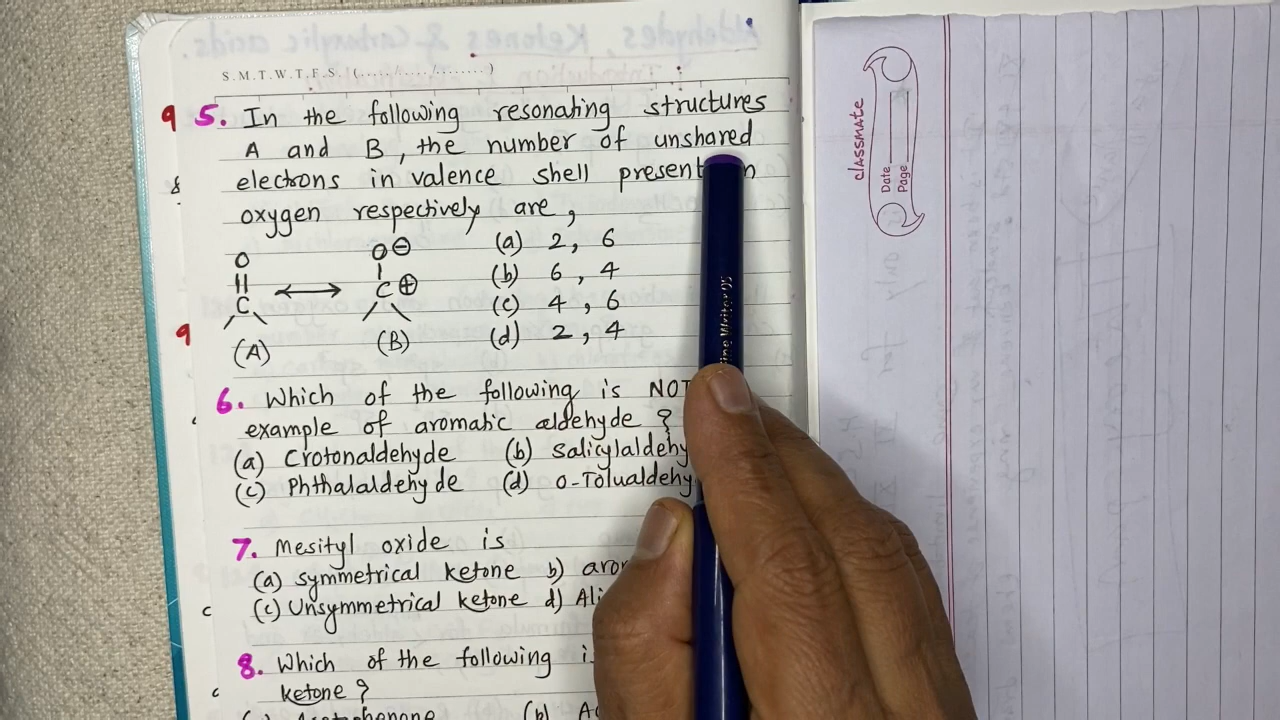 S.M.T.W.T.F.S. (...../...../........)
5. In the following resonating structures
A and B, the number of unshared
electrons in valence shell present
oxygen respectively are,
O
||
C
(A)
O ⊖
|
C ⊕
(B)
(a) 2, 6
(b) 6, 4
(c) 4, 6
(d) 2, 4
6. Which of the following is NOT
example of aromatic aldehyde ?
(a) Crotonaldehyde (b) Salicylaldehy
(c) Phthalaldehyde (d) o-Tolualdehy
7. Mesityl oxide is
(a) symmetrical ketone b) aro
(c) Unsymmetrical ketone d) Ali
8. Which of the following is
ketone ?
classmate
Date
Page